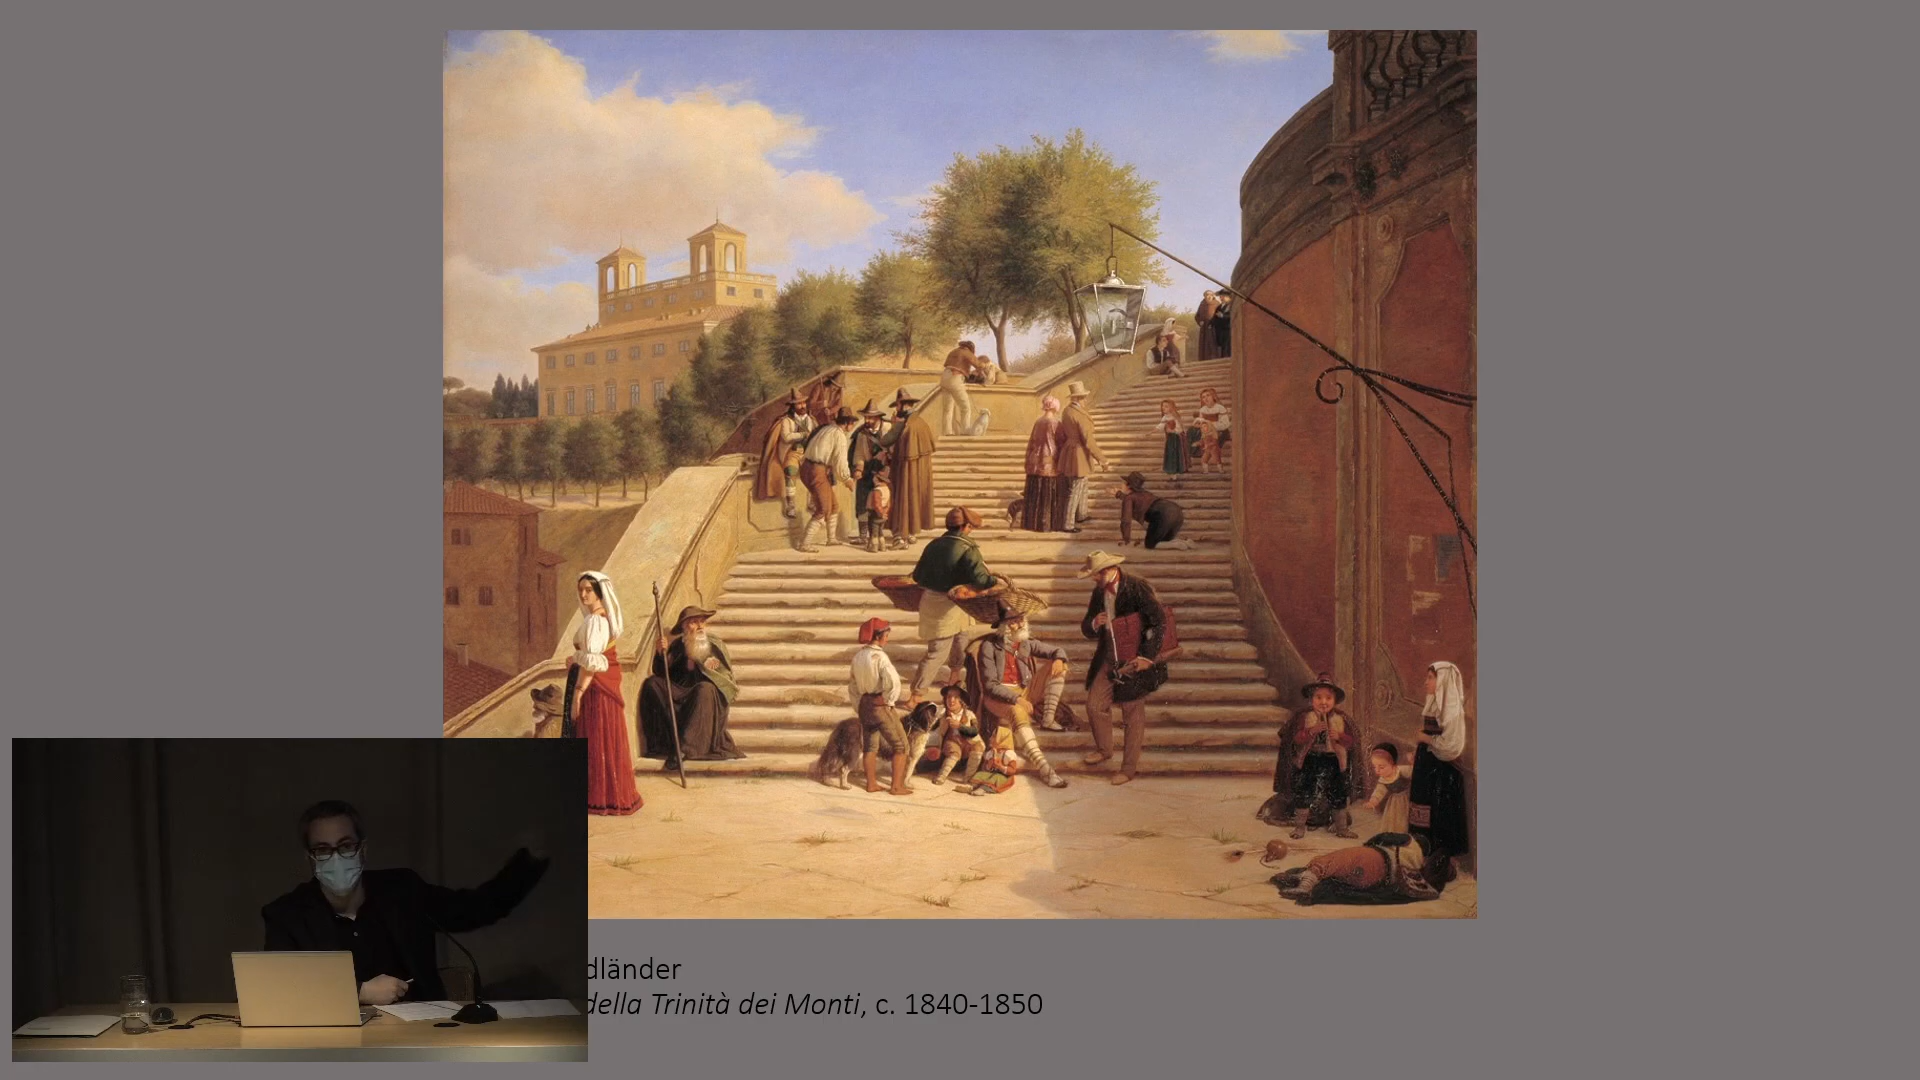 dländer
della Trinità dei Monti, c. 1840-1850